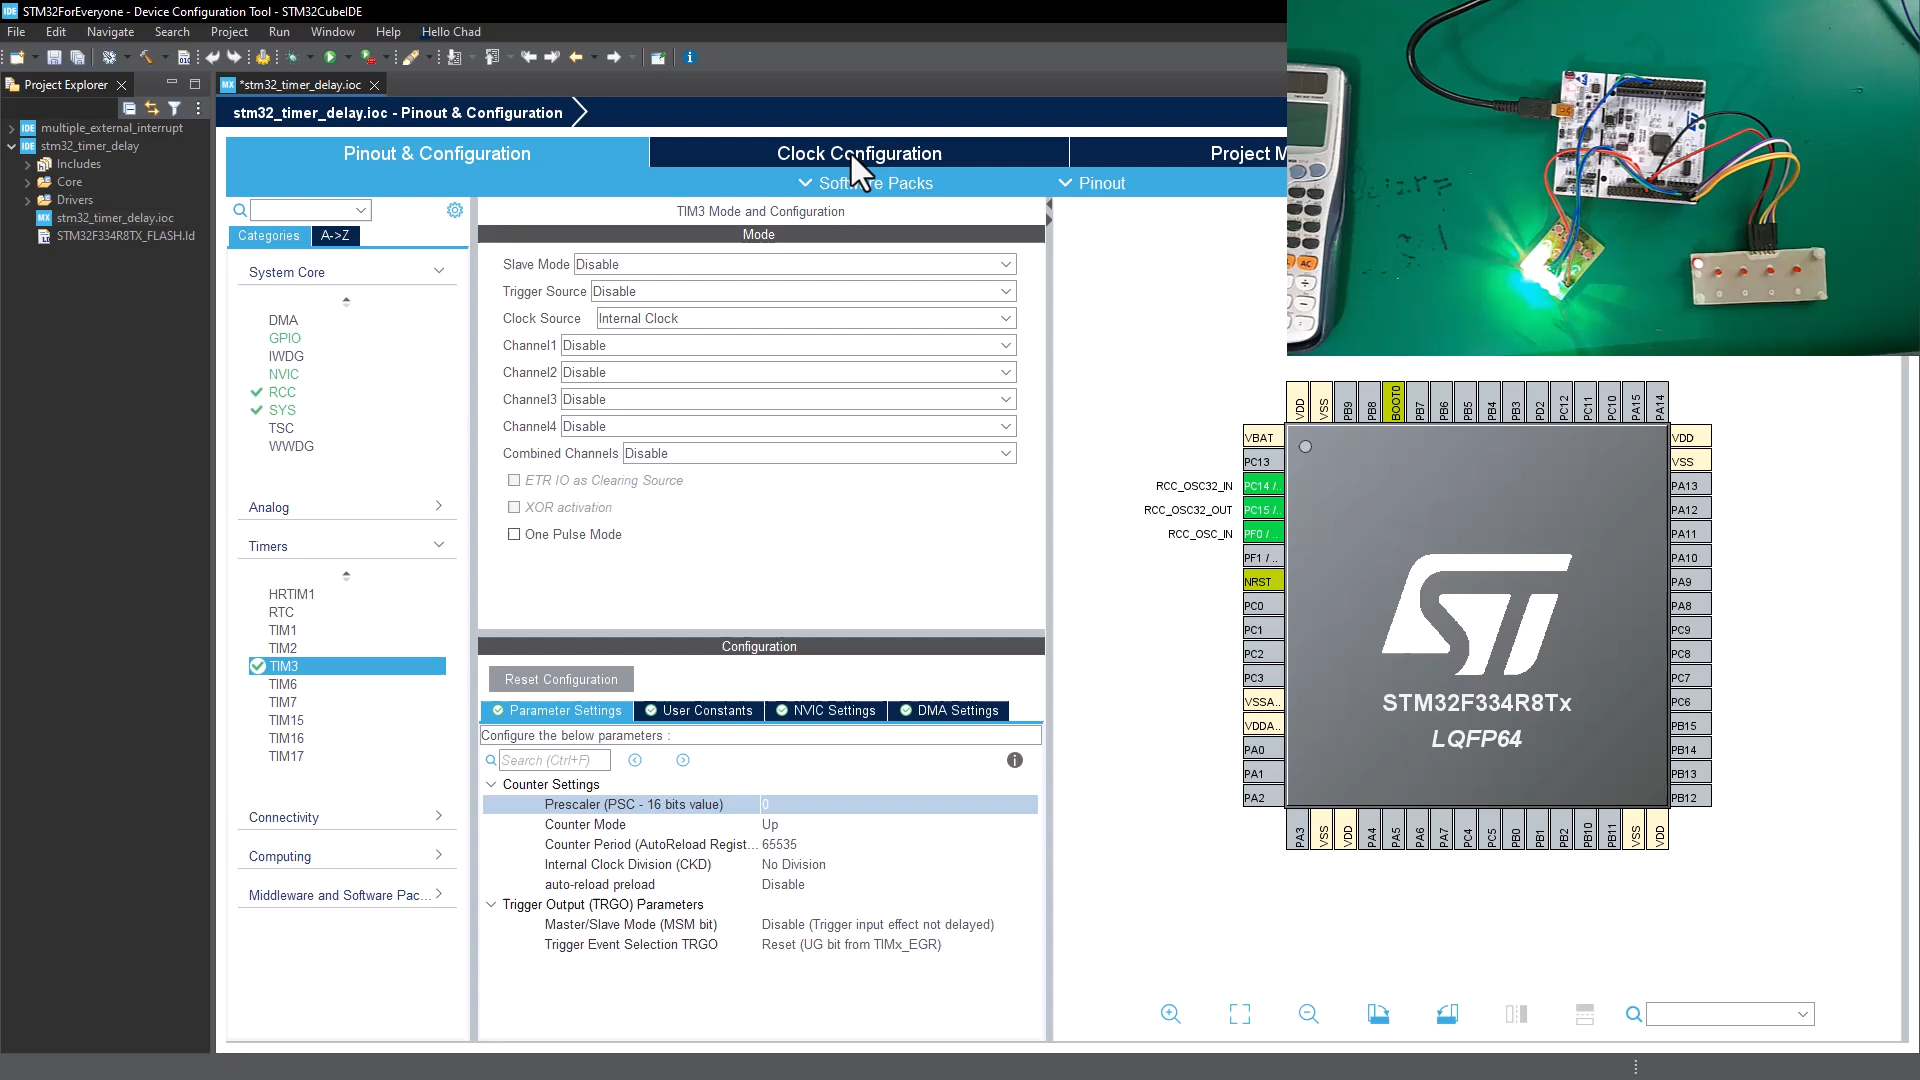 STM32ForEveryone - Device Configuration Tool - STM32CubeIDE
File Edit Navigate Search Project Run Window Help Hello Chad
Project Explorer
*stm32_timer_delay.ioc
multiple_external_interrupt
stm32_timer_delay
Includes
Core
Drivers
stm32_timer_delay.ioc
STM32F334R8TX_FLASH.ld
stm32_timer_delay.ioc - Pinout & Configuration
Pinout & Configuration
Clock Configuration
Project M
Software Packs
Pinout
Categories
A->Z
System Core
DMA
GPIO
IWDG
NVIC
RCC
SYS
TSC
WWDG
Analog
Timers
HRTIM1
RTC
TIM1
TIM2
TIM3
TIM6
TIM7
TIM15
TIM16
TIM17
Connectivity
Computing
Middleware and Software Pac...
TIM3 Mode and Configuration
Mode
Slave Mode Disable
Trigger Source Disable
Clock Source Internal Clock
Channel1 Disable
Channel2 Disable
Channel3 Disable
Channel4 Disable
Combined Channels Disable
ETR IO as Clearing Source
XOR activation
One Pulse Mode
Configuration
Reset Configuration
Parameter Settings
User Constants
NVIC Settings
DMA Settings
Configure the below parameters :
Search (Ctrl+F)
Counter Settings
Prescaler (PSC - 16 bits value) 0
Counter Mode Up
Counter Period (AutoReload Regist... 65535
Internal Clock Division (CKD) No Division
auto-reload preload Disable
Trigger Output (TRGO) Parameters
Master/Slave Mode (MSM bit) Disable (Trigger input effect not delayed)
Trigger Event Selection TRGO Reset (UG bit from TIMx_EGR)
VDD VSS PB9 PB8 BOOT0 PB7 PB6 PB5 PB4 PB3 PD2 PC12 PC11 PC10 PA15 PA14
VBAT
PC13
RCC_OSC32_IN PC14 /..
RCC_OSC32_OUT PC15 /..
RCC_OSC_IN PF0 / ..
PF1 / ..
NRST
PC0
PC1
PC2
PC3
VSSA..
VDDA..
PA0
PA1
PA2
STM32F334R8Tx
LQFP64
VDD
VSS
PA13
PA12
PA11
PA10
PA9
PA8
PC9
PC8
PC7
PC6
PB15
PB14
PB13
PB12
PA3 VSS VDD PA4 PA5 PA6 PA7 PC4 PC5 PB0 PB1 PB2 PB10 PB11 VSS VDD
AC